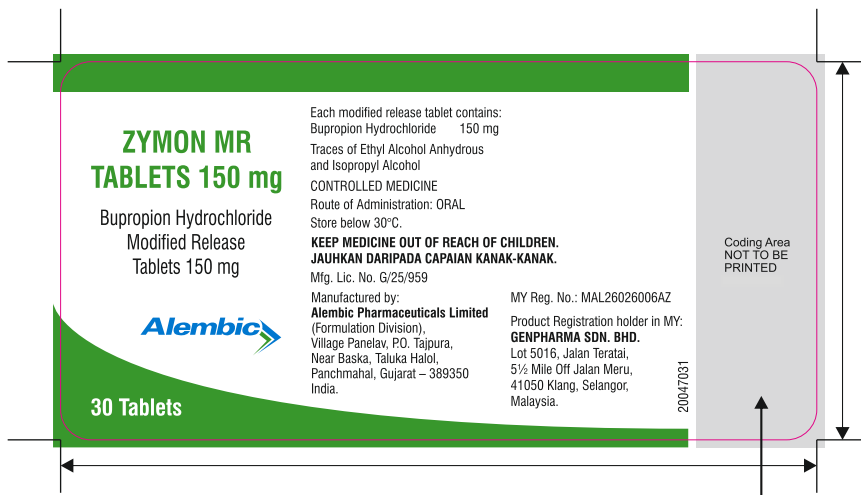 ZYMON MR
TABLETS 150 mg
Bupropion Hydrochloride
Modified Release
Tablets 150 mg
Alembic
30 Tablets
Each modified release tablet contains:
Bupropion Hydrochloride 150 mg
Traces of Ethyl Alcohol Anhydrous
and Isopropyl Alcohol
CONTROLLED MEDICINE
Route of Administration: ORAL
Store below 30°C.
KEEP MEDICINE OUT OF REACH OF CHILDREN.
JAUHKAN DARIPADA CAPAIAN KANAK-KANAK.
Mfg. Lic. No. G/25/959
Manufactured by:
Alembic Pharmaceuticals Limited
(Formulation Division),
Village Panelav, P.O. Tajpura,
Near Baska, Taluka Halol,
Panchmahal, Gujarat – 389350
India.
MY Reg. No.: MAL26026006AZ
Product Registration holder in MY:
GENPHARMA SDN. BHD.
Lot 5016, Jalan Teratai,
5½ Mile Off Jalan Meru,
41050 Klang, Selangor,
Malaysia.
20047031
Coding Area
NOT TO BE
PRINTED